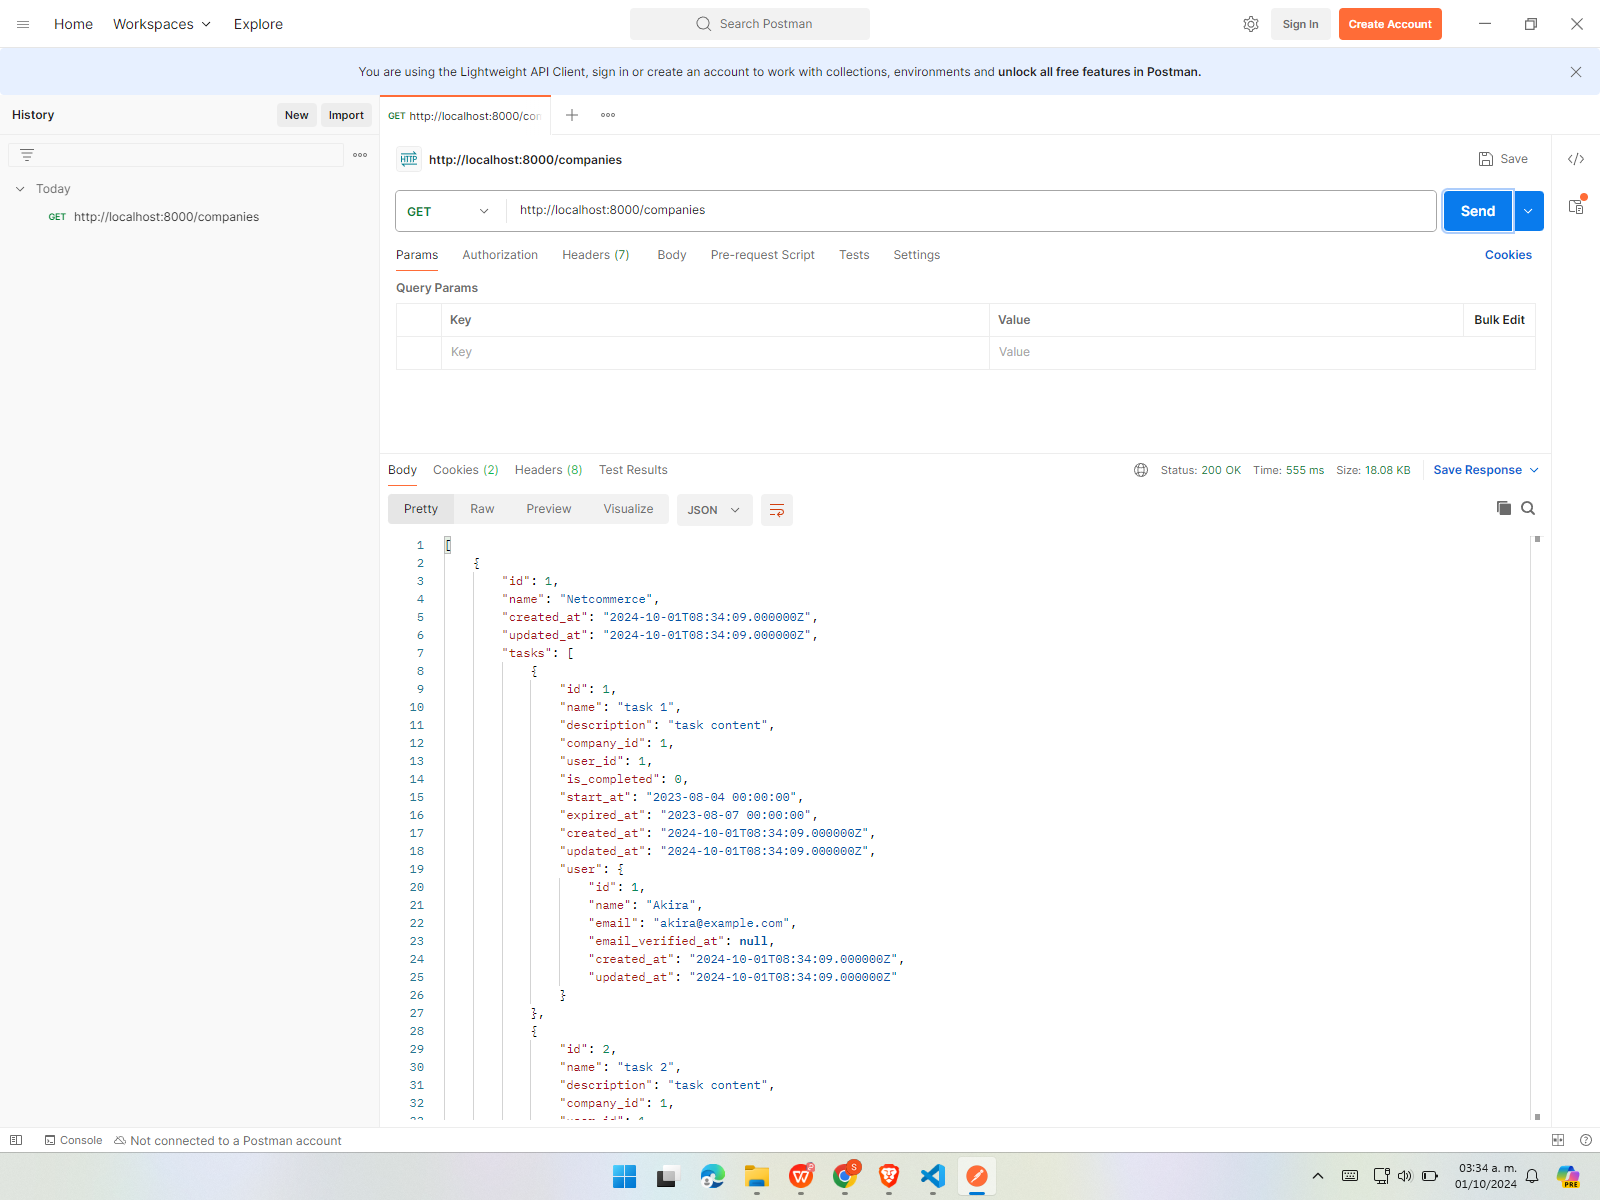 Home Workspaces Explore
Search Postman
Sign In Create Account
You are using the Lightweight API Client, sign in or create an account to work with collections, environments and unlock all free features in Postman.
History New Import
GET http://localhost:8000/con
Today
GET http://localhost:8000/companies
HTTP http://localhost:8000/companies
Save
GET http://localhost:8000/companies Send
Params Authorization Headers (7) Body Pre-request Script Tests Settings Cookies
Query Params
Key Value Bulk Edit
Key Value
Body Cookies (2) Headers (8) Test Results Status: 200 OK Time: 555 ms Size: 18.08 KB Save Response
Pretty Raw Preview Visualize JSON
1 [
2 {
3 "id": 1,
4 "name": "Netcommerce",
5 "created_at": "2024-10-01T08:34:09.000000Z",
6 "updated_at": "2024-10-01T08:34:09.000000Z",
7 "tasks": [
8 {
9 "id": 1,
10 "name": "task 1",
11 "description": "task content",
12 "company_id": 1,
13 "user_id": 1,
14 "is_completed": 0,
15 "start_at": "2023-08-04 00:00:00",
16 "expired_at": "2023-08-07 00:00:00",
17 "created_at": "2024-10-01T08:34:09.000000Z",
18 "updated_at": "2024-10-01T08:34:09.000000Z",
19 "user": {
20 "id": 1,
21 "name": "Akira",
22 "email": "akira@example.com",
23 "email_verified_at": null,
24 "created_at": "2024-10-01T08:34:09.000000Z",
25 "updated_at": "2024-10-01T08:34:09.000000Z"
26 }
27 },
28 {
29 "id": 2,
30 "name": "task 2",
31 "description": "task content",
32 "company_id": 1,
Console Not connected to a Postman account
03:34 a. m.
01/10/2024
PRE